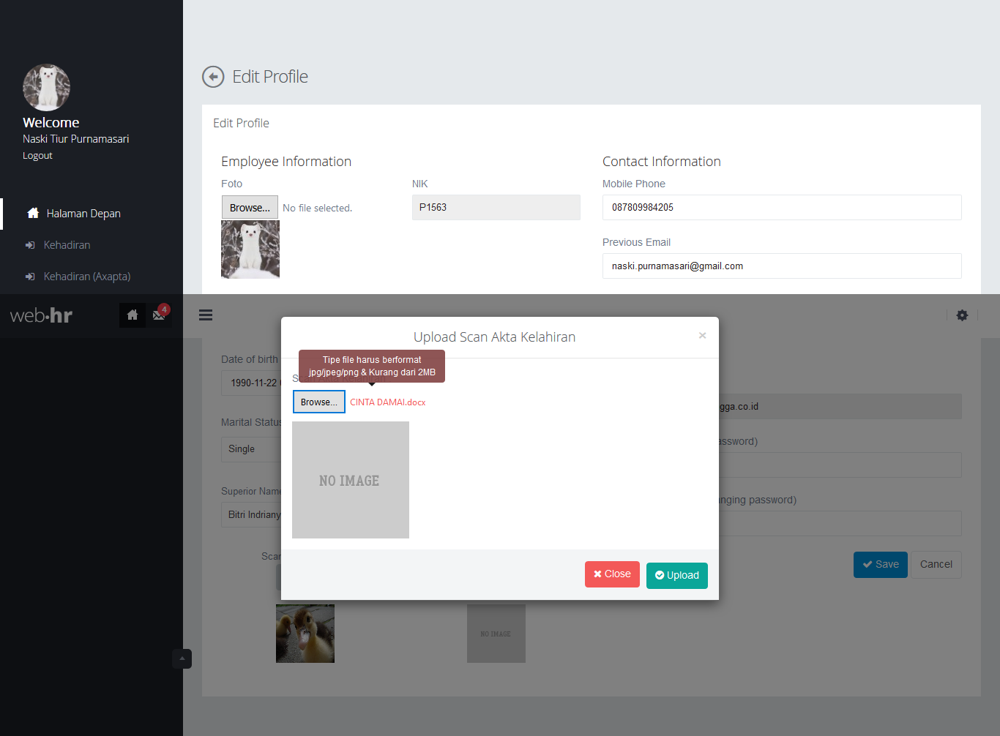 Welcome
Naski Tiur Purnamasari
Logout
Halaman Depan
Kehadiran
Kehadiran (Axapta)
Edit Profile
Edit Profile
Employee Information
Foto
Browse...
No file selected.
NIK
P1563
Contact Information
Mobile Phone
087809984205
Previous Email
naski.purnamasari@gmail.com
web·hr
4
Upload Scan Akta Kelahiran
×
Tipe file harus berformat
jpg/jpeg/png & Kurang dari 2MB
Browse...
CINTA DAMAI.docx
NO IMAGE
Close
Upload
Date of birth
1990-11-22
Marital Status
Single
Superior Name
Bitri Indriany
gga.co.id
assword)
nging password)
Save
Cancel
NO IMAGE